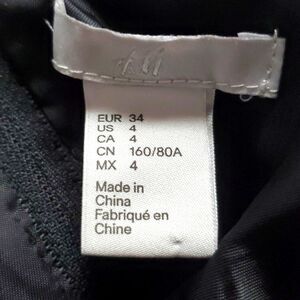 H&M
EUR 34
US 4
CA 4
CN 160/80A
MX 4
Made in
China
Fabriqué en
Chine